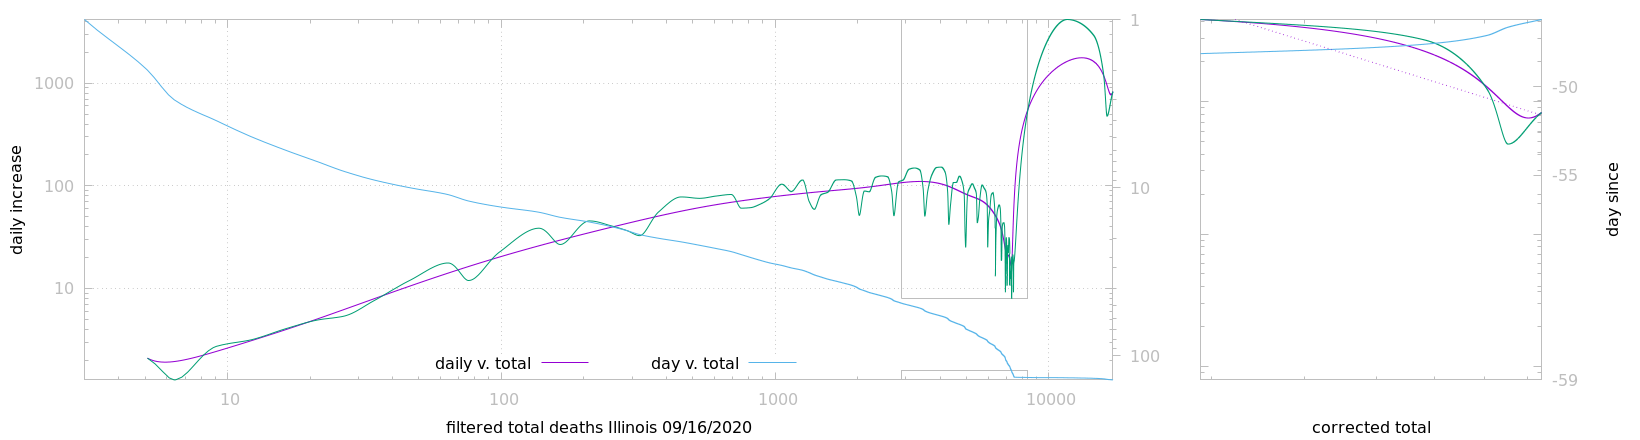 1
1000
daily increase
100
10
10
100
daily v. total
day v. total
10
100
1000
10000
filtered total deaths Illinois 09/16/2020
-50
-55
-59
day since
corrected total